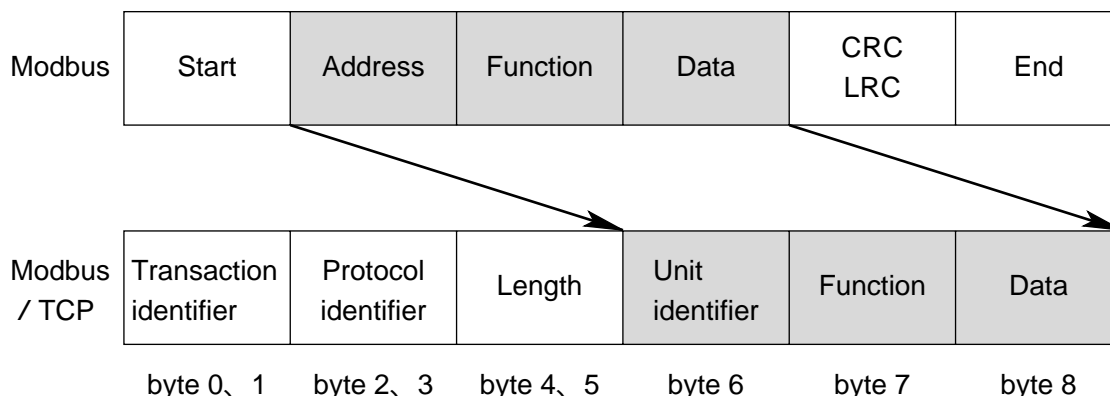 Modbus
Start
Address
Function
Data
CRC
LRC
End
Modbus
/ TCP
Transaction
identifier
Protocol
identifier
Length
Unit
identifier
Function
Data
byte 0、1
byte 2、3
byte 4、5
byte 6
byte 7
byte 8